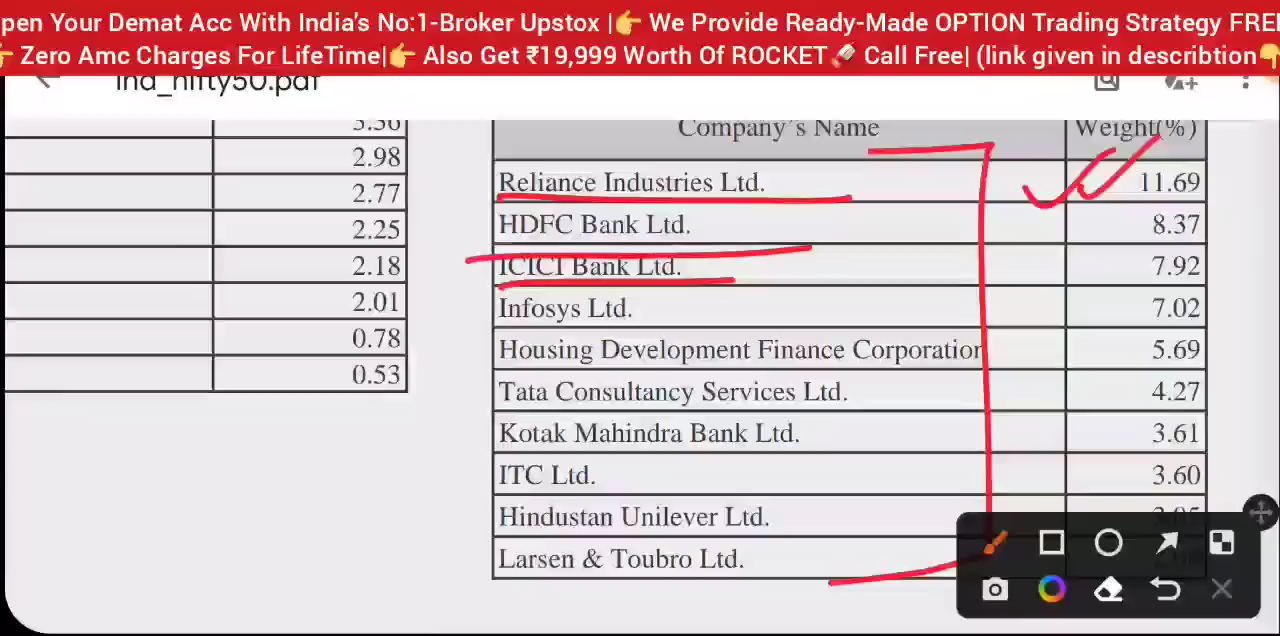 pen Your Demat Acc With India's No:1-Broker Upstox |👉 We Provide Ready-Made OPTION Trading Strategy FRE
👉 Zero Amc Charges For LifeTime|👉 Also Get ₹19,999 Worth Of ROCKET🚀 Call Free| (link given in describtion👇
ind_nifty50.pdf
3.36
2.98
2.77
2.25
2.18
2.01
0.78
0.53
Company's Name Weight(%)
Reliance Industries Ltd. 11.69
HDFC Bank Ltd. 8.37
ICICI Bank Ltd. 7.92
Infosys Ltd. 7.02
Housing Development Finance Corporation 5.69
Tata Consultancy Services Ltd. 4.27
Kotak Mahindra Bank Ltd. 3.61
ITC Ltd. 3.60
Hindustan Unilever Ltd.
Larsen & Toubro Ltd.